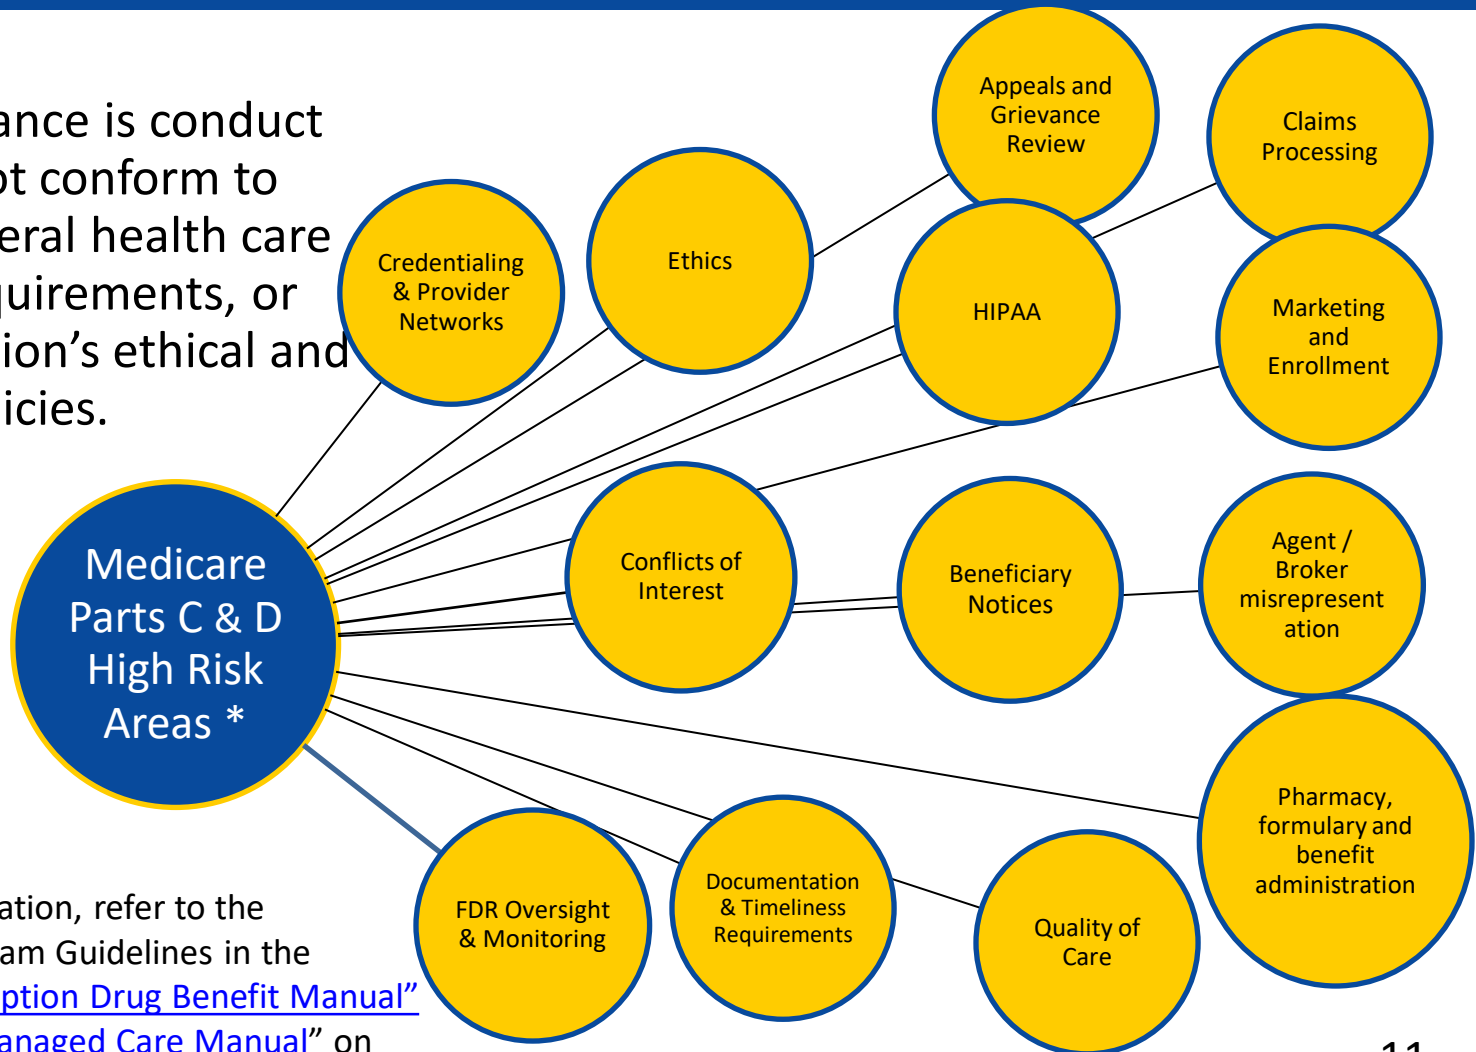 ance is conduct
ot conform to
eral health care
quirements, or
tion’s ethical and
icies.
Appeals and
Grievance
Review
Claims
Processing
Credentialing
& Provider
Networks
Ethics
HIPAA
Marketing
and
Enrollment
Medicare
Parts C & D
High Risk
Areas *
Conflicts of
Interest
Beneficiary
Notices
Agent /
Broker
misrepresent
ation
Pharmacy,
formulary and
benefit
administration
FDR Oversight
& Monitoring
Documentation
& Timeliness
Requirements
Quality of
Care
ation, refer to the
am Guidelines in the
ption Drug Benefit Manual”
anaged Care Manual” on
11